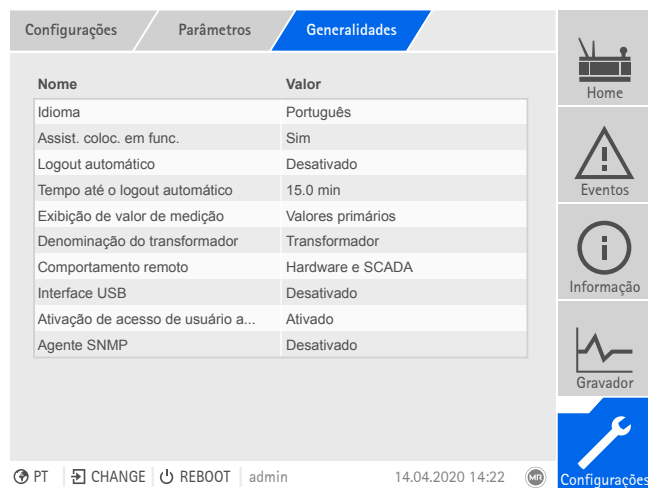 Configurações Parâmetros Generalidades
Nome Valor
Idioma Português
Assist. coloc. em func. Sim
Logout automático Desativado
Tempo até o logout automático 15.0 min
Exibição de valor de medição Valores primários
Denominação do transformador Transformador
Comportamento remoto Hardware e SCADA
Interface USB Desativado
Ativação de acesso de usuário a... Ativado
Agente SNMP Desativado
Home
Eventos
Informação
Gravador
Configurações
PT CHANGE REBOOT admin 14.04.2020 14:22 MR